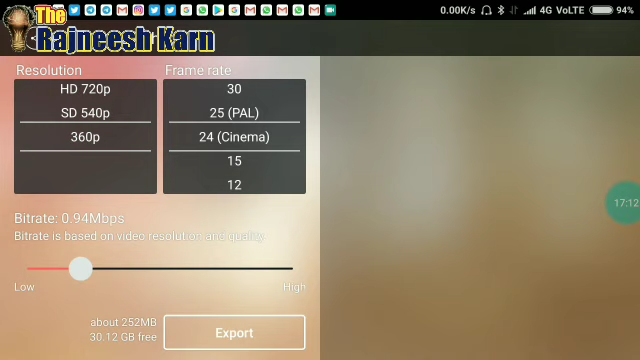 0.00K/s 4G VoLTE 94%
The
Rajneesh Karn
Resolution
Frame rate
HD 720p
30
SD 540p
25 (PAL)
360p
24 (Cinema)
15
12
17:12
Bitrate: 0.94Mbps
Bitrate is based on video resolution and quality
Low
High
about 252MB
30.12 GB free
Export